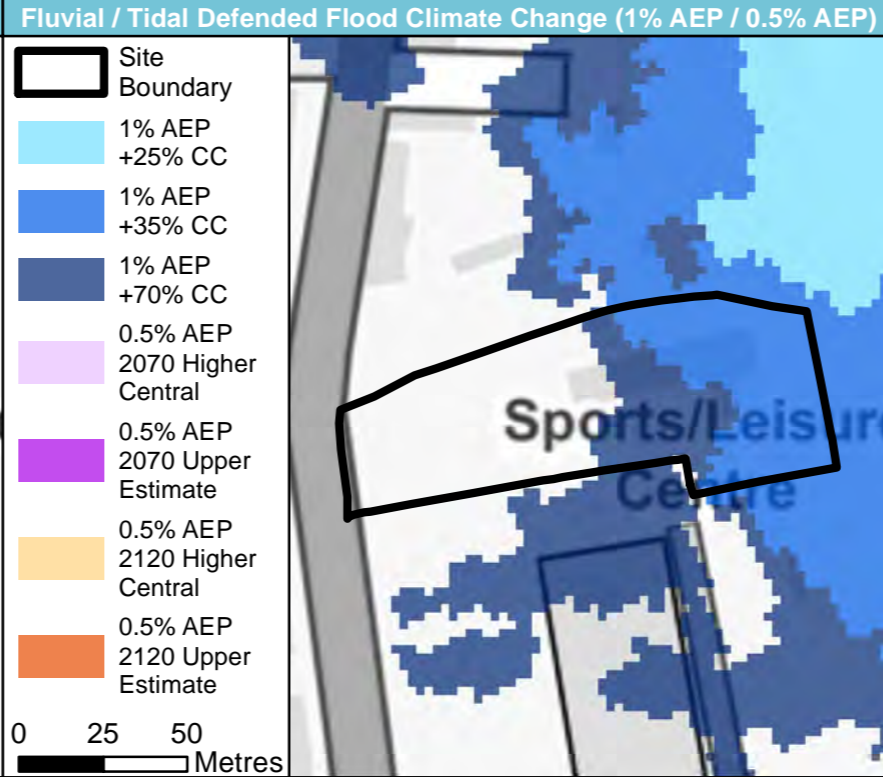 Fluvial / Tidal Defended Flood Climate Change (1% AEP / 0.5% AEP)
Site
Boundary
1% AEP
+25% CC
1% AEP
+35% CC
1% AEP
+70% CC
0.5% AEP
2070 Higher
Central
0.5% AEP
2070 Upper
Estimate
0.5% AEP
2120 Higher
Central
0.5% AEP
2120 Upper
Estimate
0 25 50
Metres
Sports/Leisure
Centre